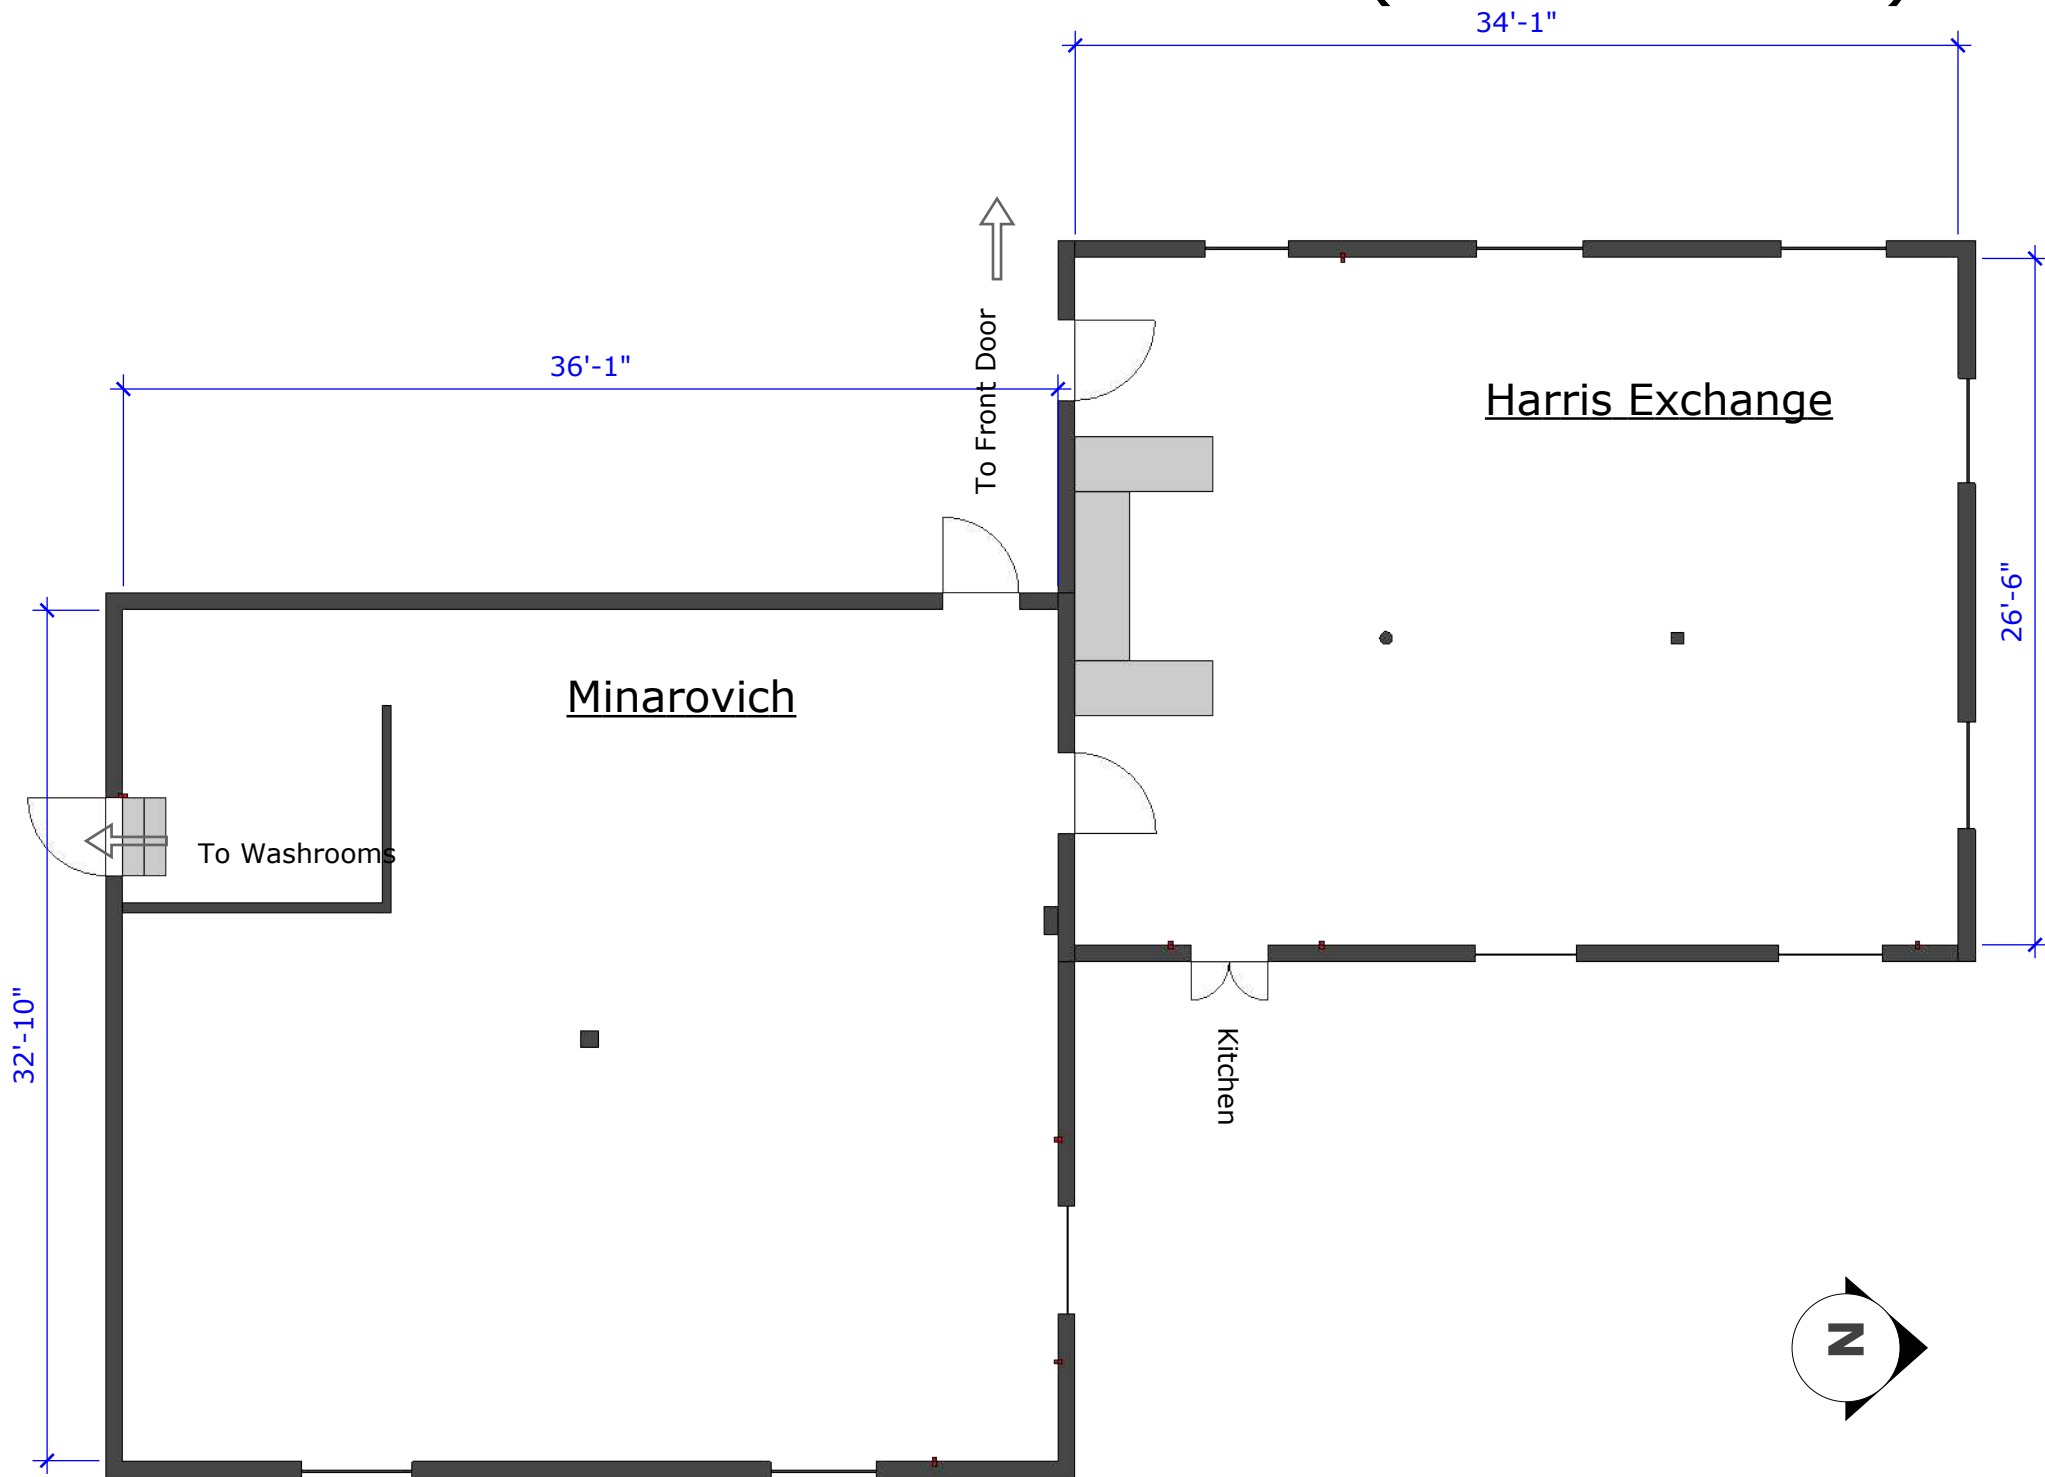 34'-1"
36'-1"
To Front Door
Harris Exchange
26'-6"
Minarovich
To Washrooms
32'-10"
Kitchen
N